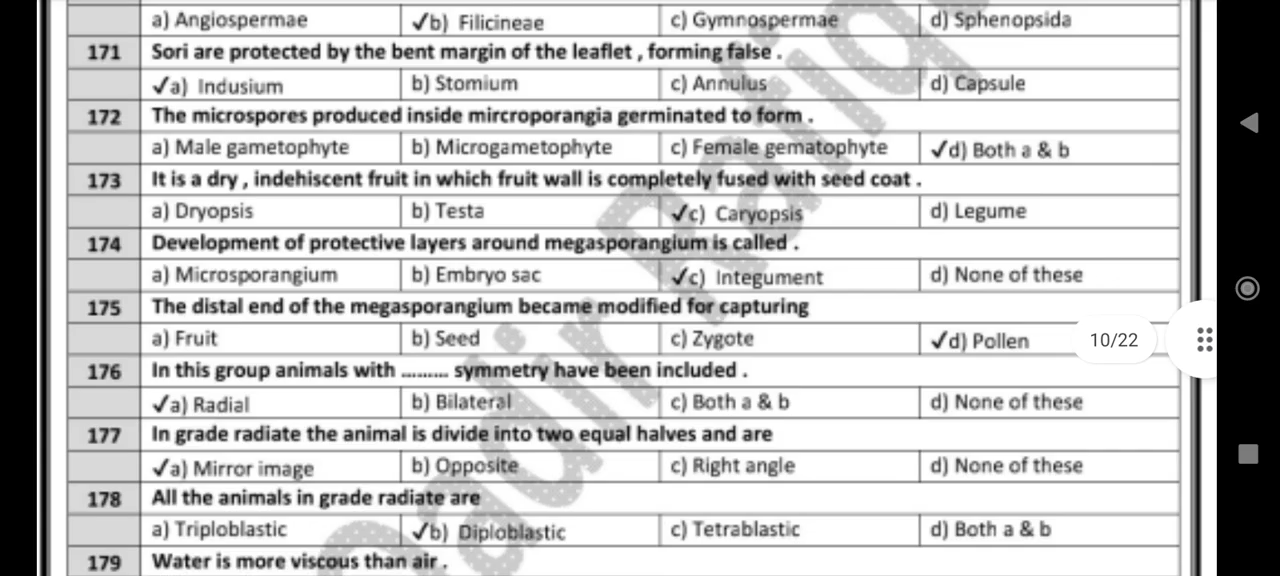 a) Angiospermae ✓b) Filicineae c) Gymnospermae d) Sphenopsida
171 Sori are protected by the bent margin of the leaflet , forming false .
✓a) Indusium b) Stomium c) Annulus d) Capsule
172 The microspores produced inside mircroporangia germinated to form .
a) Male gametophyte b) Microgametophyte c) Female gematophyte ✓d) Both a & b
173 It is a dry , indehiscent fruit in which fruit wall is completely fused with seed coat .
a) Dryopsis b) Testa ✓c) Caryopsis d) Legume
174 Development of protective layers around megasporangium is called .
a) Microsporangium b) Embryo sac ✓c) Integument d) None of these
175 The distal end of the megasporangium became modified for capturing
a) Fruit b) Seed c) Zygote ✓d) Pollen
10/22
176 In this group animals with ......... symmetry have been included .
✓a) Radial b) Bilateral c) Both a & b d) None of these
177 In grade radiate the animal is divide into two equal halves and are
✓a) Mirror image b) Opposite c) Right angle d) None of these
178 All the animals in grade radiate are
a) Triploblastic ✓b) Diploblastic c) Tetrablastic d) Both a & b
179 Water is more viscous than air .
Qadir Rafiq